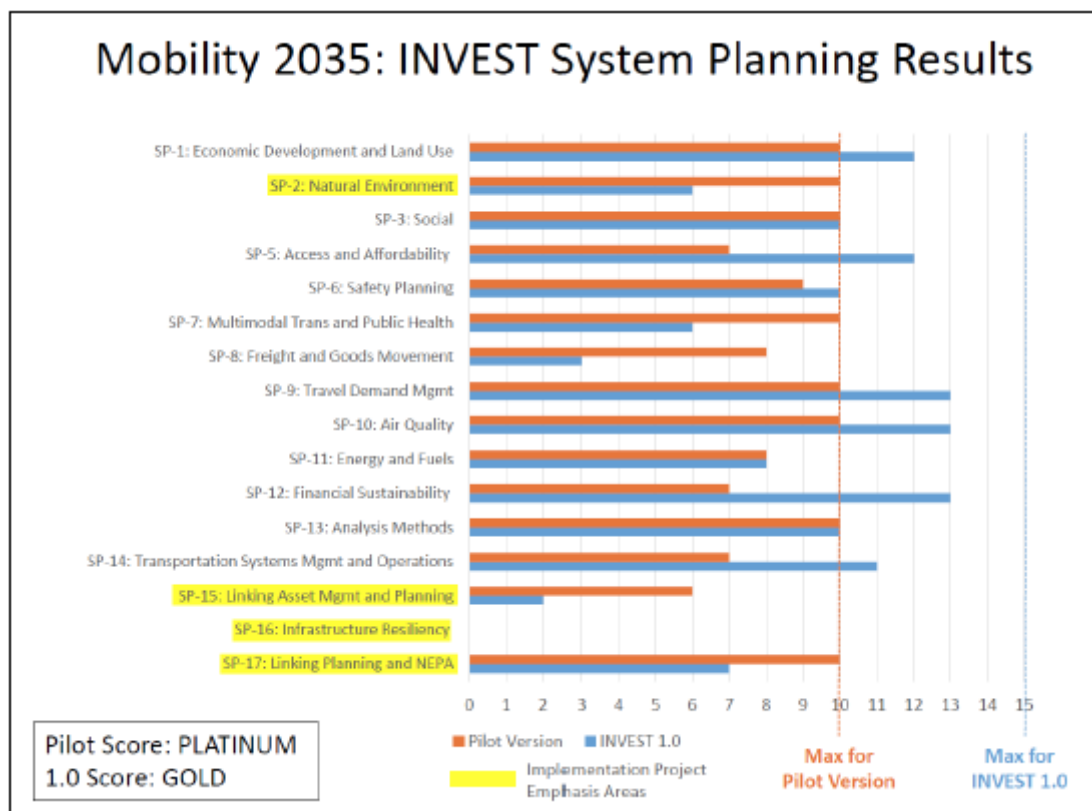 Mobility 2035: INVEST System Planning Results
SP-1: Economic Development and Land Use
SP-2: Natural Environment
SP-3: Social
SP-5: Access and Affordability
SP-6: Safety Planning
SP-7: Multimodal Trans and Public Health
SP-8: Freight and Goods Movement
SP-9: Travel Demand Mgmt
SP-10: Air Quality
SP-11: Energy and Fuels
SP-12: Financial Sustainability
SP-13: Analysis Methods
SP-14: Transportation Systems Mgmt and Operations
SP-15: Linking Asset Mgmt and Planning
SP-16: Infrastructure Resiliency
SP-17: Linking Planning and NEPA
0 1 2 3 4 5 6 7 8 9 10 11 12 13 14 15
Pilot Score: PLATINUM
1.0 Score: GOLD
Pilot Version INVEST 1.0
Implementation Project
Emphasis Areas
Max for
Pilot Version
Max for
INVEST 1.0